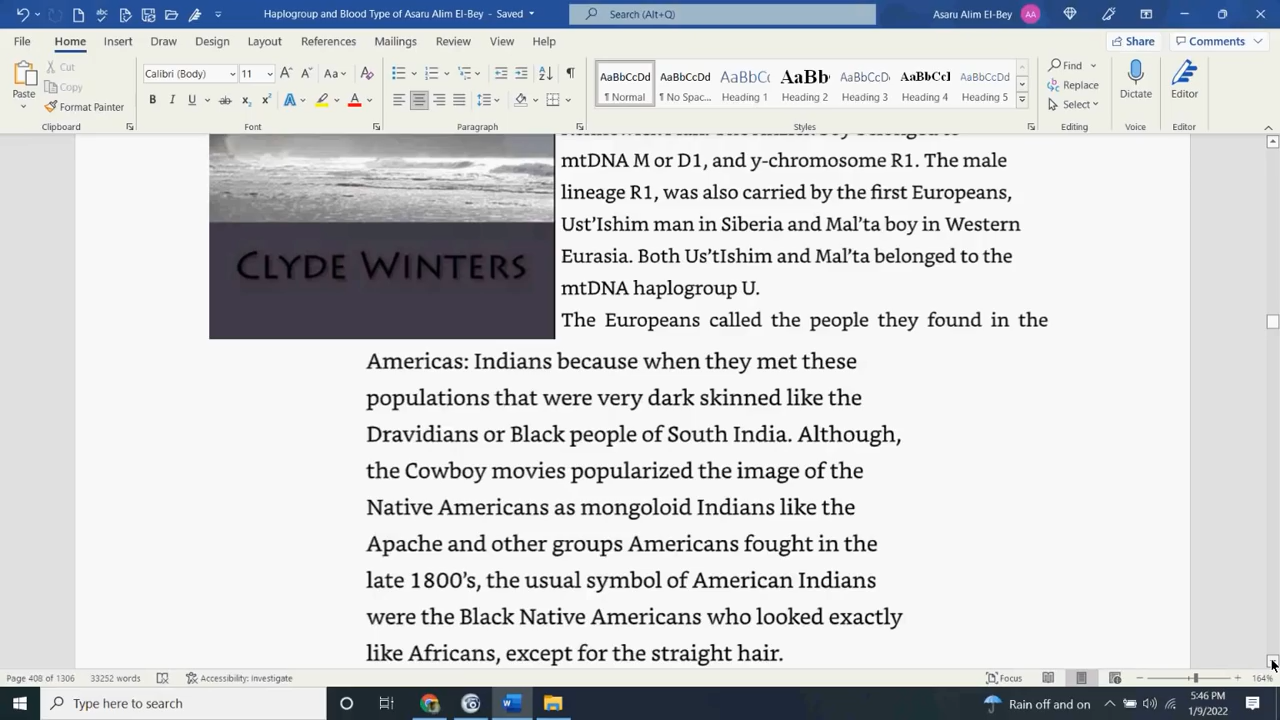 Haplogroup and Blood Type of Asaru Alim El-Bey - Saved
Search (Alt+Q)
Asaru Alim El-Bey
AA
File Home Insert Draw Design Layout References Mailings Review View Help
Share
Comments
Paste
Cut
Copy
Format Painter
Clipboard
Calibri (Body)
11
Font
Paragraph
AaBbCcDd
¶ Normal
AaBbCcDd
¶ No Spac...
AaBbCc
Heading 1
AaBb
Heading 2
AaBbCcDd
Heading 3
AaBbCcI
Heading 4
AaBbCcDd
Heading 5
Styles
Find
Replace
Select
Editing
Dictate
Voice
Editor
Editor
CLYDE WINTERS
mtDNA M or D1, and y-chromosome R1. The male
lineage R1, was also carried by the first Europeans,
Ust’Ishim man in Siberia and Mal’ta boy in Western
Eurasia. Both Us’tIshim and Mal’ta belonged to the
mtDNA haplogroup U.
The Europeans called the people they found in the
Americas: Indians because when they met these
populations that were very dark skinned like the
Dravidians or Black people of South India. Although,
the Cowboy movies popularized the image of the
Native Americans as mongoloid Indians like the
Apache and other groups Americans fought in the
late 1800’s, the usual symbol of American Indians
were the Black Native Americans who looked exactly
like Africans, except for the straight hair.
Page 408 of 1306
33252 words
Accessibility: Investigate
Focus
164%
Type here to search
Rain off and on
5:46 PM
1/9/2022